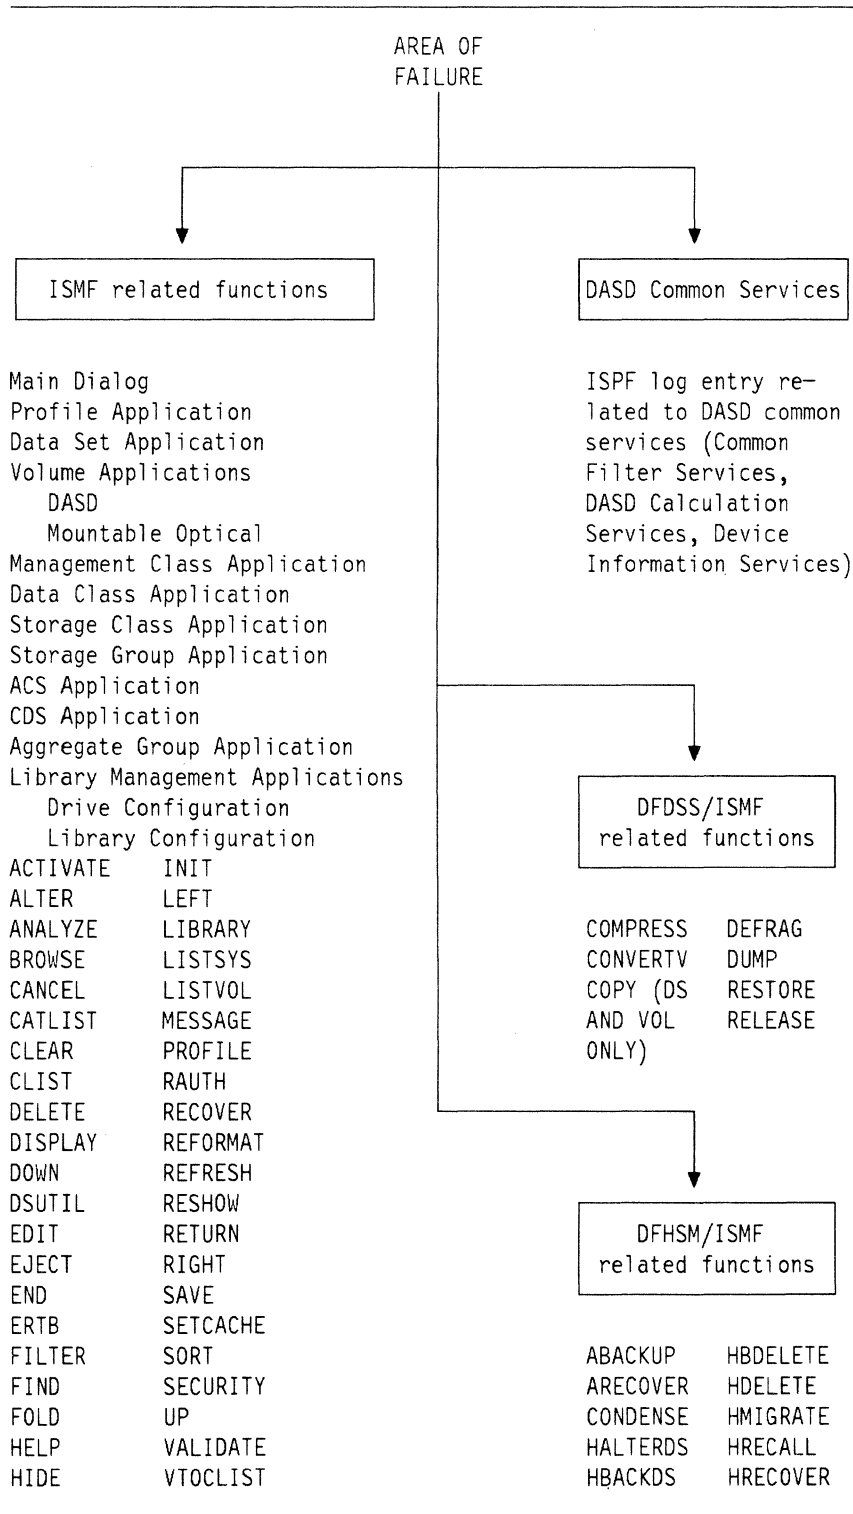 AREA OF
FAILURE
ISMF related functions
DASD Common Services
Main Dialog
Profile Application
Data Set Application
Volume Applications
DASD
Mountable Optical
Management Class Application
Data Class Application
Storage Class Application
Storage Group Application
ACS Application
CDS Application
Aggregate Group Application
Library Management Applications
Drive Configuration
Library Configuration
ACTIVATE INIT
ALTER LEFT
ANALYZE LIBRARY
BROWSE LISTSYS
CANCEL LISTVOL
CATLIST MESSAGE
CLEAR PROFILE
CLIST RAUTH
DELETE RECOVER
DISPLAY REFORMAT
DOWN REFRESH
DSUTIL RESHOW
EDIT RETURN
EJECT RIGHT
END SAVE
ERTB SETCACHE
FILTER SORT
FIND SECURITY
FOLD UP
HELP VALIDATE
HIDE VTOCLIST
ISPF log entry re-
lated to DASD common
services (Common
Filter Services,
DASD Calculation
Services, Device
Information Services)
DFDSS/ISMF
related functions
COMPRESS DEFRAG
CONVERTV DUMP
COPY (DS RESTORE
AND VOL RELEASE
ONLY)
DFHSM/ISMF
related functions
ABACKUP HBDELETE
ARECOVER HDELETE
CONDENSE HMIGRATE
HALTERDS HRECALL
HBACKDS HRECOVER